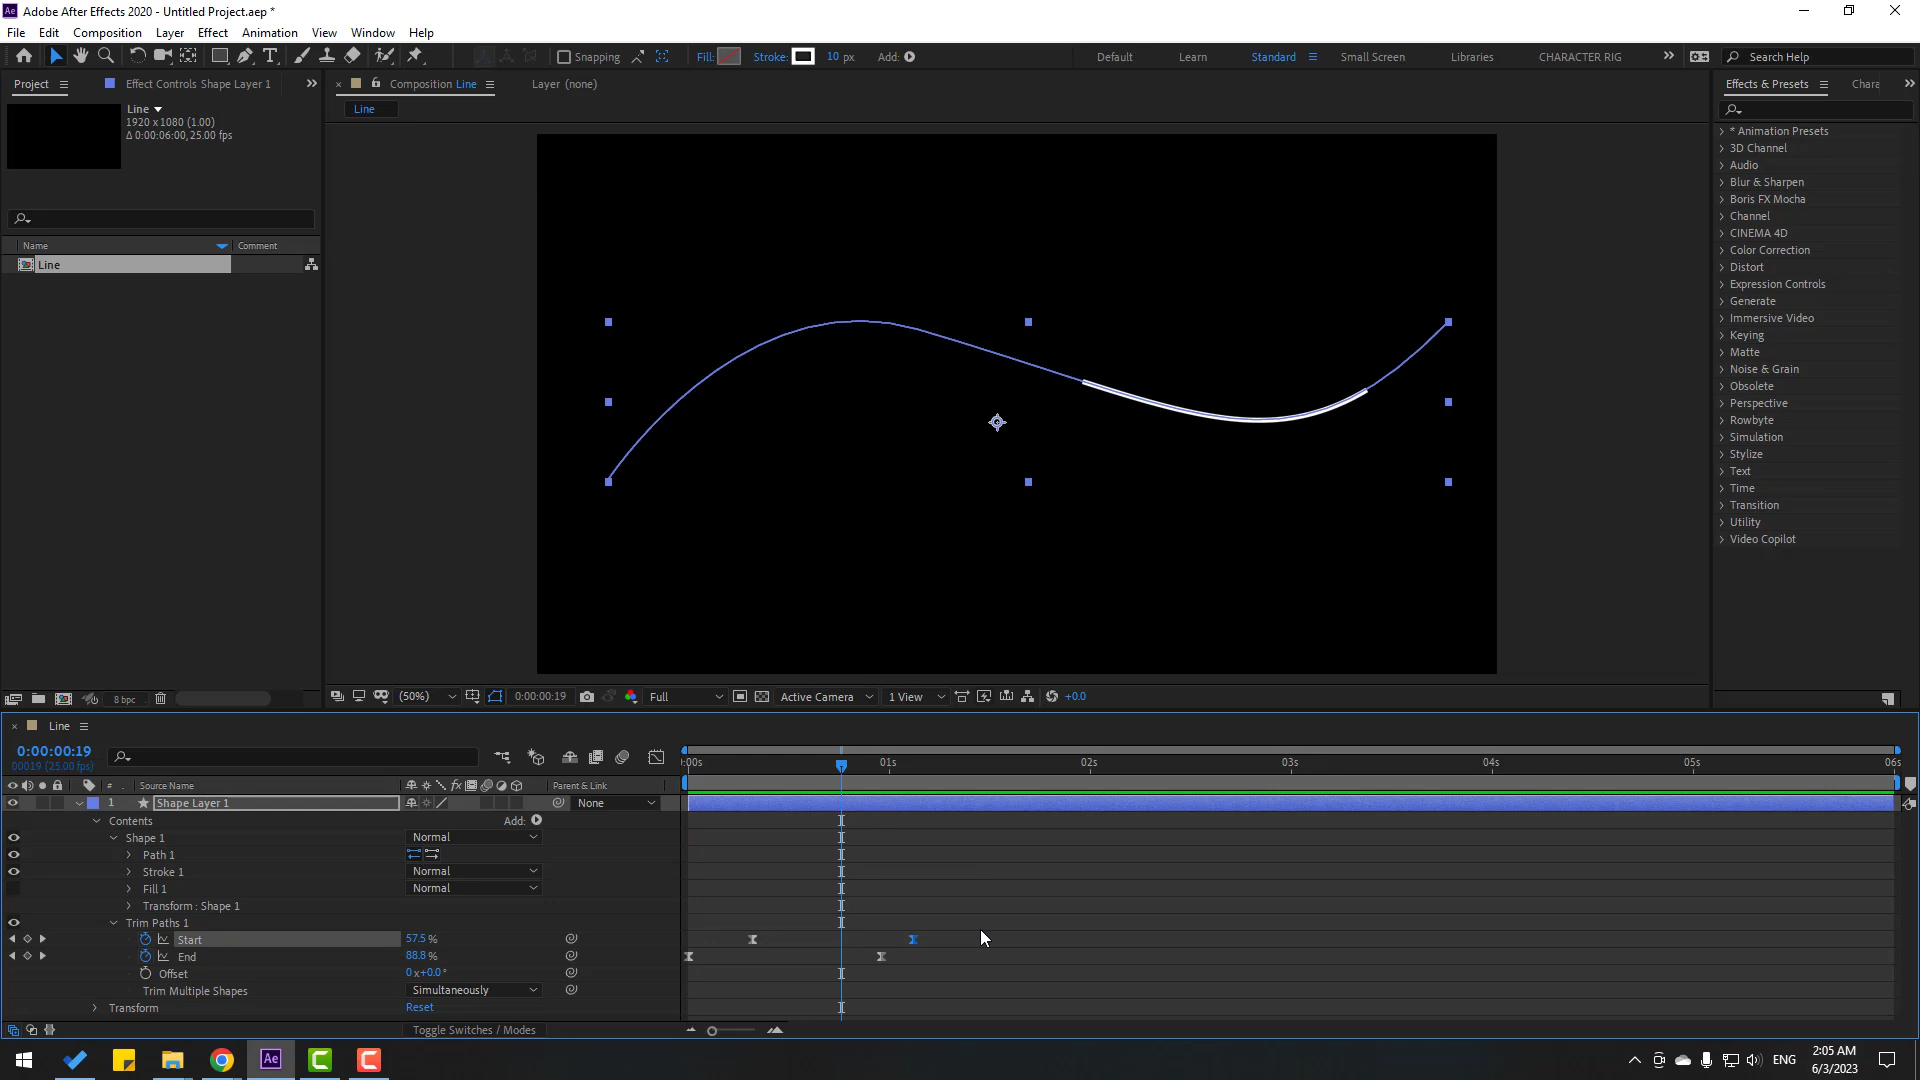 Ae Adobe After Effects 2020 - Untitled Project.aep *
File Edit Composition Layer Effect Animation View Window Help
Snapping Fill: Stroke: 10 px Add: Default Learn Standard Small Screen Libraries CHARACTER RIG Search Help
Project Effect Controls Shape Layer 1 Composition Line Layer (none) Effects & Presets Chara
Line
1920 x 1080 (1.00)
Δ 0:00:06:00, 25.00 fps
Line
Name Comment
Line
* Animation Presets
3D Channel
Audio
Blur & Sharpen
Boris FX Mocha
Channel
CINEMA 4D
Color Correction
Distort
Expression Controls
Generate
Immersive Video
Keying
Matte
Noise & Grain
Obsolete
Perspective
Rowbyte
Simulation
Stylize
Text
Time
Transition
Utility
Video Copilot
8 bpc
(50%) 0:00:00:19 Full Active Camera 1 View +0.0
Line
0:00:00:19
00019 (25.00 fps)
:00s 01s 02s 03s 04s 05s 06s
# Source Name Parent & Link
1 Shape Layer 1 None
Contents Add:
Shape 1 Normal
Path 1
Stroke 1 Normal
Fill 1 Normal
Transform : Shape 1
Trim Paths 1
Start 57.5 %
End 88.8 %
Offset 0 x +0.0 °
Trim Multiple Shapes Simultaneously
Transform Reset
Toggle Switches / Modes
Ae
ENG
2:05 AM
6/3/2023